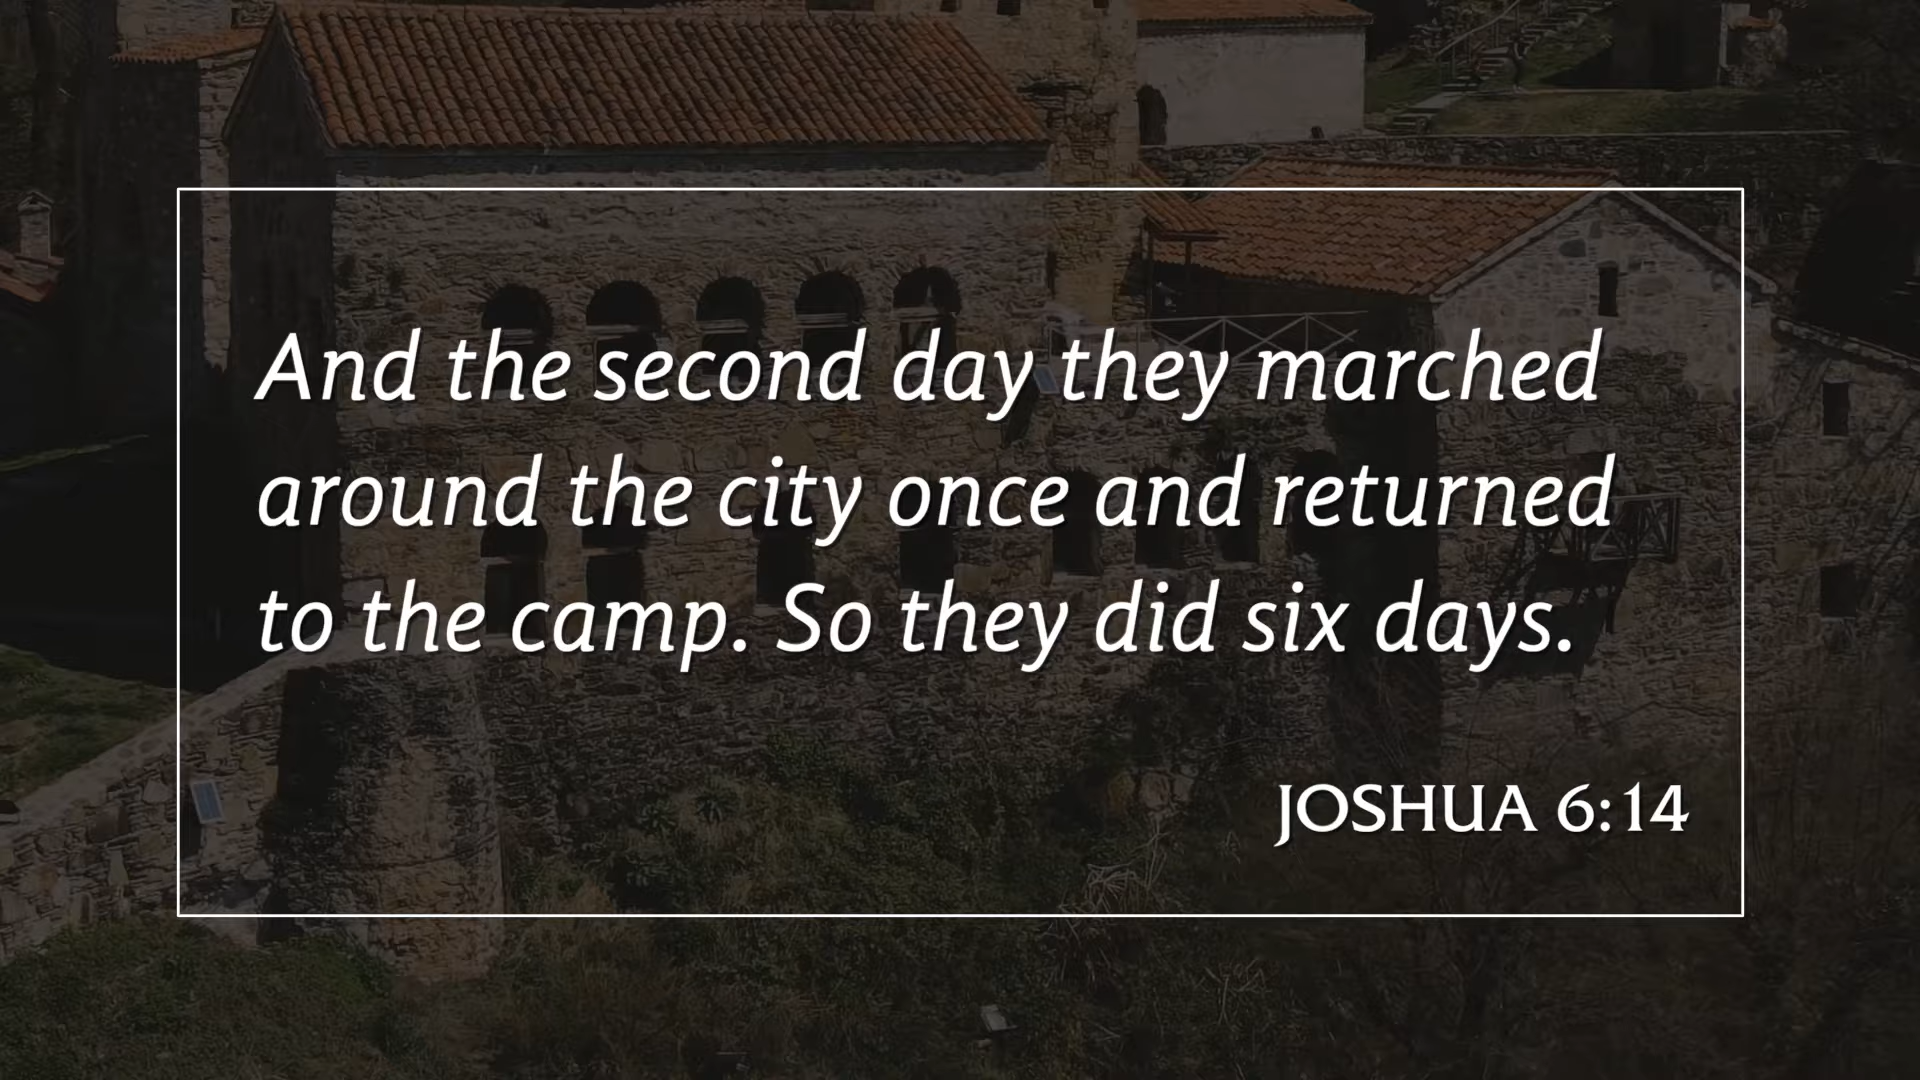 And the second day they marched
around the city once and returned
to the camp. So they did six days.
JOSHUA 6:14